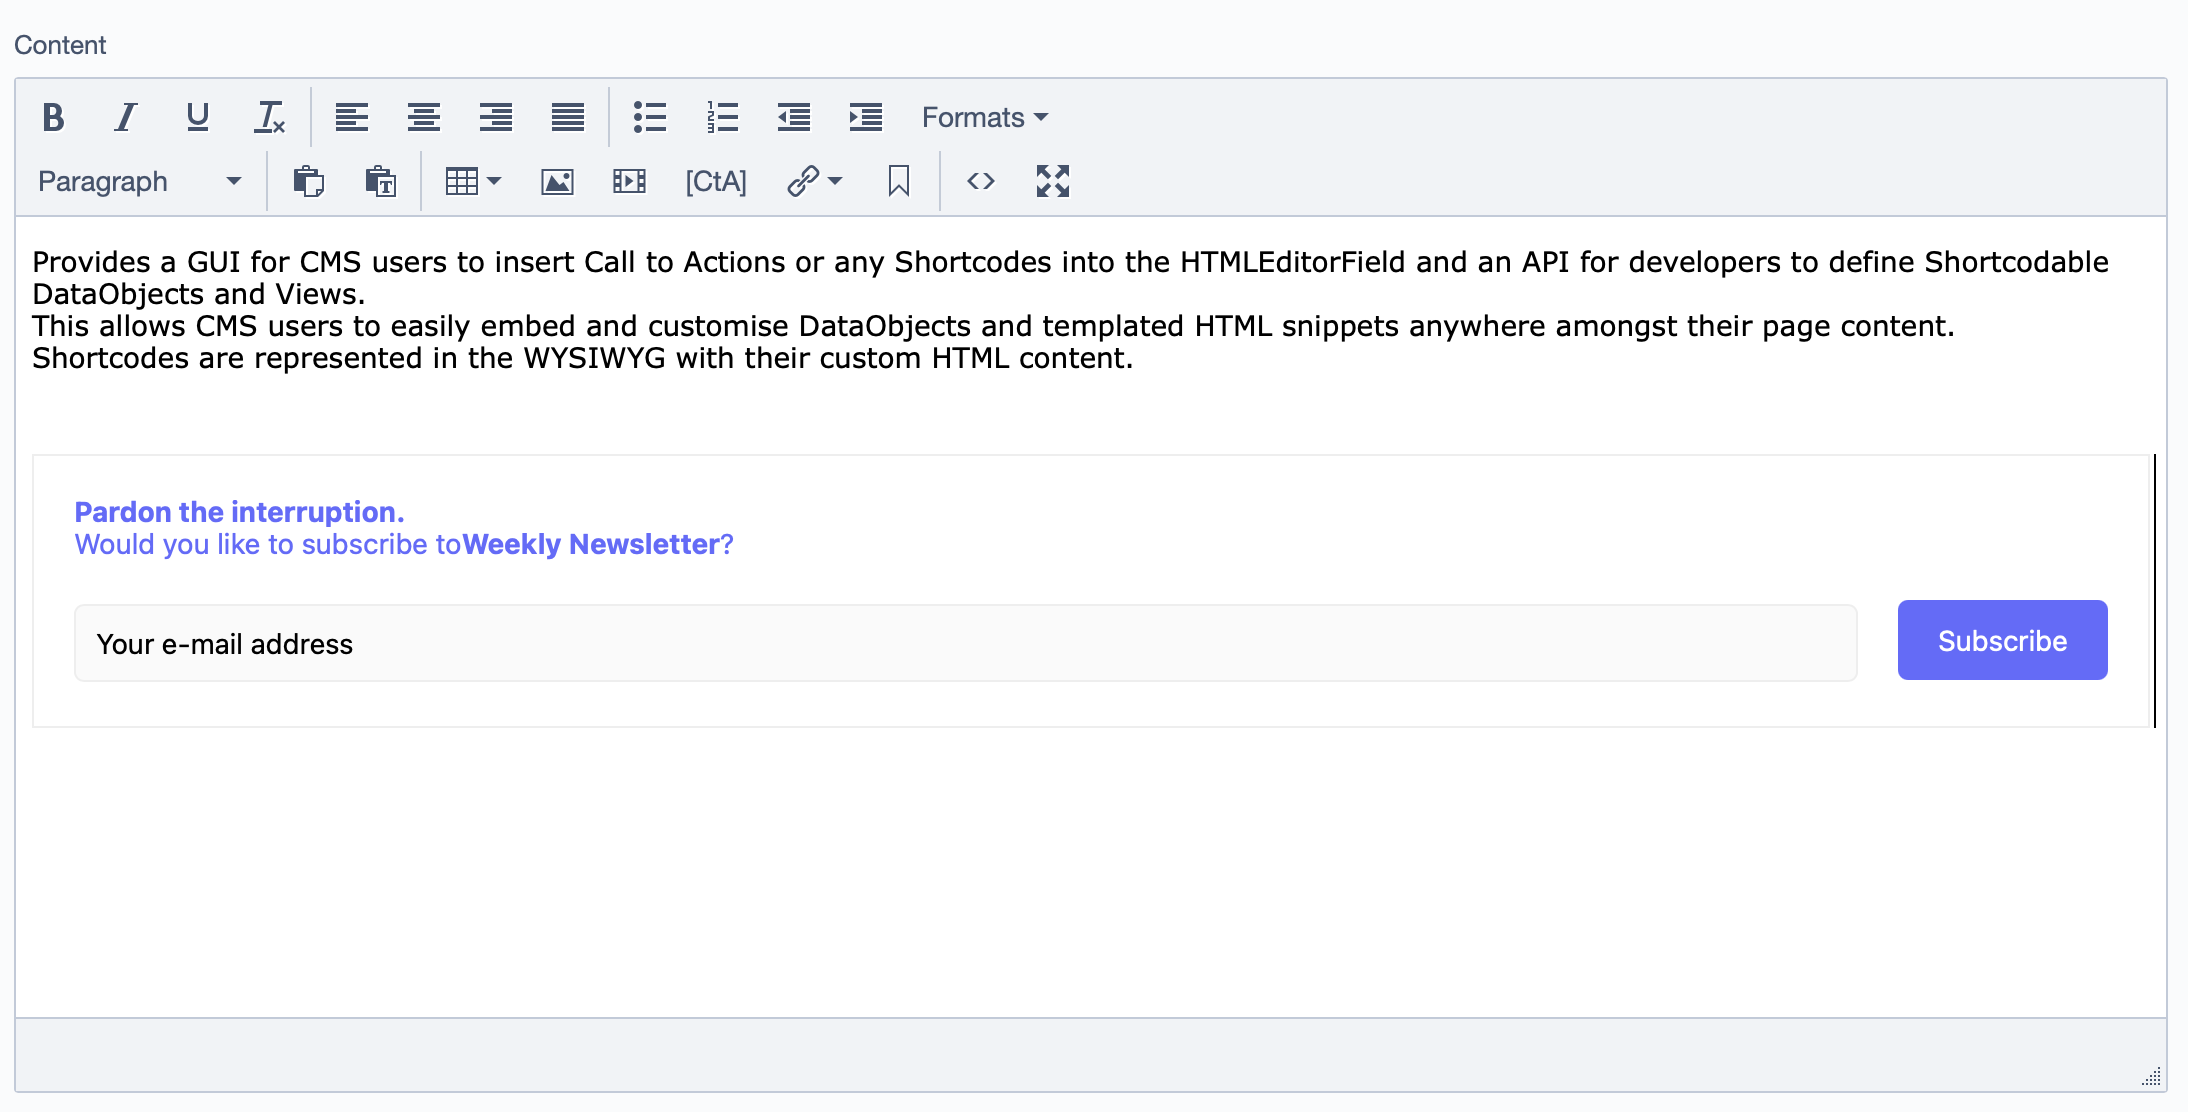 Content
B I U Tx Formats
Paragraph [CtA]
Provides a GUI for CMS users to insert Call to Actions or any Shortcodes into the HTMLEditorField and an API for developers to define Shortcodable
DataObjects and Views.
This allows CMS users to easily embed and customise DataObjects and templated HTML snippets anywhere amongst their page content.
Shortcodes are represented in the WYSIWYG with their custom HTML content.
Pardon the interruption.
Would you like to subscribe toWeekly Newsletter?
Your e-mail address
Subscribe